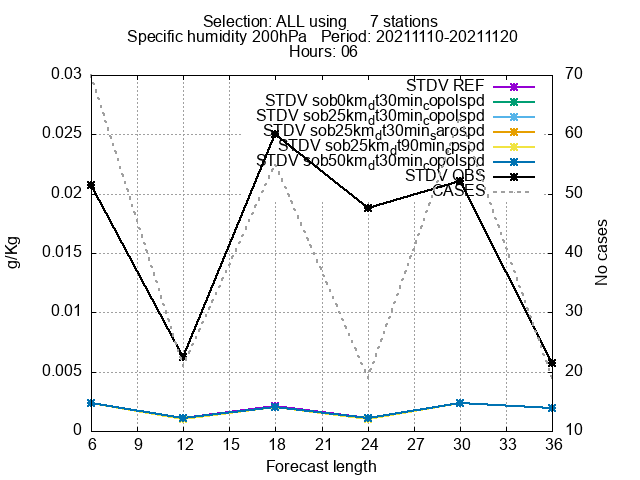 Selection: ALL using 7 stations
Specific humidity 200hPa Period: 20211110-20211120
Hours: 06
0.03
0.025
0.02
0.015
0.01
0.005
0
g/Kg
70
60
50
40
30
20
10
No cases
STDV REF
STDV sob0km_dt30min_copolspd
STDV sob25km_dt30min_copolspd
STDV sob25km_dt30min_sarospd
STDV sob25km_dt90min_cpspd
STDV sob50km_dt30min_copolspd
STDV OBS
CASES
6 9 12 15 18 21 24 27 30 33 36
Forecast length